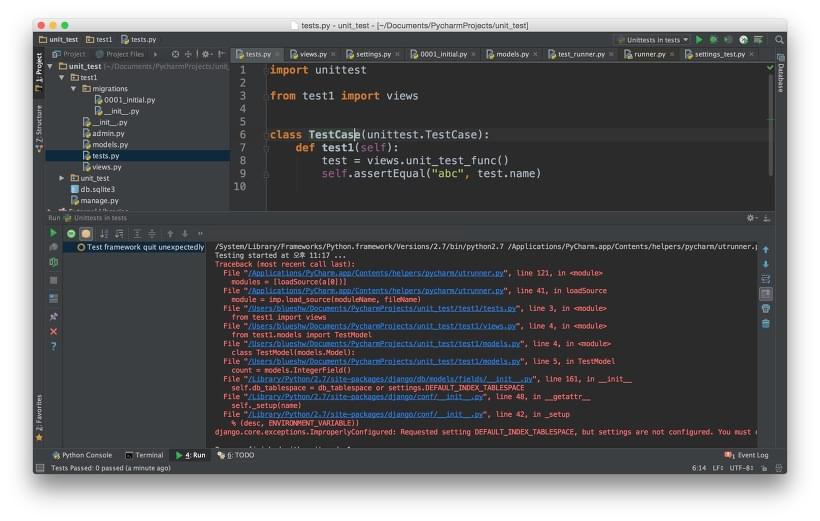 tests.py - unit_test - [~/Documents/PycharmProjects/unit_test]
unit_test test1 tests.py Unittests in tests
Project Project Files
tests.py views.py settings.py 0001_initial.py models.py test_runner.py runner.py settings_test.py
1: Project
Z: Structure
2: Favorites
Database
unit_test (~/Documents/PycharmProjects/unit_
test1
migrations
0001_initial.py
__init__.py
__init__.py
admin.py
models.py
tests.py
views.py
unit_test
db.sqlite3
manage.py
1 import unittest
2
3 from test1 import views
4
5
6 class TestCase(unittest.TestCase):
7 def test1(self):
8 test = views.unit_test_func()
9 self.assertEqual("abc", test.name)
10
Run Unittests in tests
Test framework quit unexpectedly
/System/Library/Frameworks/Python.framework/Versions/2.7/bin/python2.7 /Applications/PyCharm.app/Contents/helpers/pycharm/utrunner.p
Testing started at 오후 11:17 ...
Traceback (most recent call last):
File "/Applications/PyCharm.app/Contents/helpers/pycharm/utrunner.py", line 121, in <module>
modules = [loadSource(a[0])]
File "/Applications/PyCharm.app/Contents/helpers/pycharm/utrunner.py", line 41, in loadSource
module = imp.load_source(moduleName, fileName)
File "/Users/blueshw/Documents/PycharmProjects/unit_test/test1/tests.py", line 3, in <module>
from test1 import views
File "/Users/blueshw/Documents/PycharmProjects/unit_test/test1/views.py", line 4, in <module>
from test1.models import TestModel
File "/Users/blueshw/Documents/PycharmProjects/unit_test/test1/models.py", line 4, in <module>
class TestModel(models.Model):
File "/Users/blueshw/Documents/PycharmProjects/unit_test/test1/models.py", line 5, in TestModel
count = models.IntegerField()
File "/Library/Python/2.7/site-packages/django/db/models/fields/__init__.py", line 161, in __init__
self.db_tablespace = db_tablespace or settings.DEFAULT_INDEX_TABLESPACE
File "/Library/Python/2.7/site-packages/django/conf/__init__.py", line 48, in __getattr__
self._setup(name)
File "/Library/Python/2.7/site-packages/django/conf/__init__.py", line 42, in _setup
% (desc, ENVIRONMENT_VARIABLE))
django.core.exceptions.ImproperlyConfigured: Requested setting DEFAULT_INDEX_TABLESPACE, but settings are not configured. You must
Python Console Terminal 4: Run 6: TODO Event Log
Tests Passed: 0 passed (a minute ago) 6:14 LF UTF-8